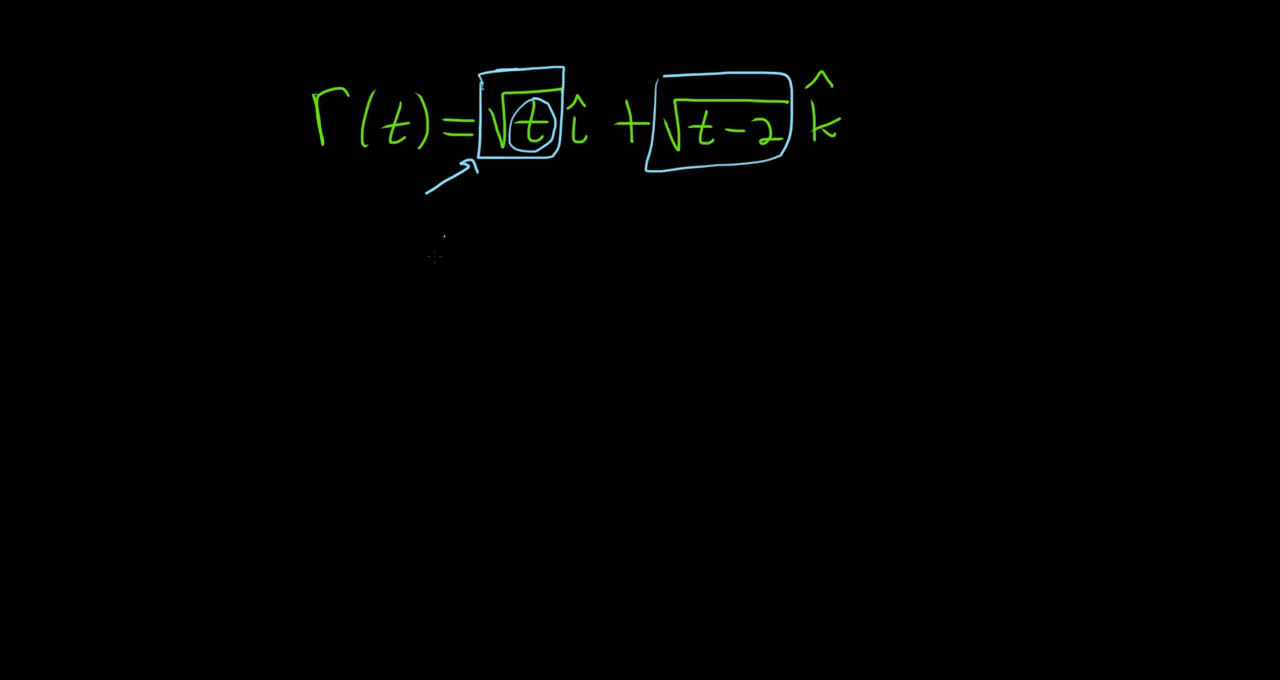 r(t) = √t î + √t-2 k̂